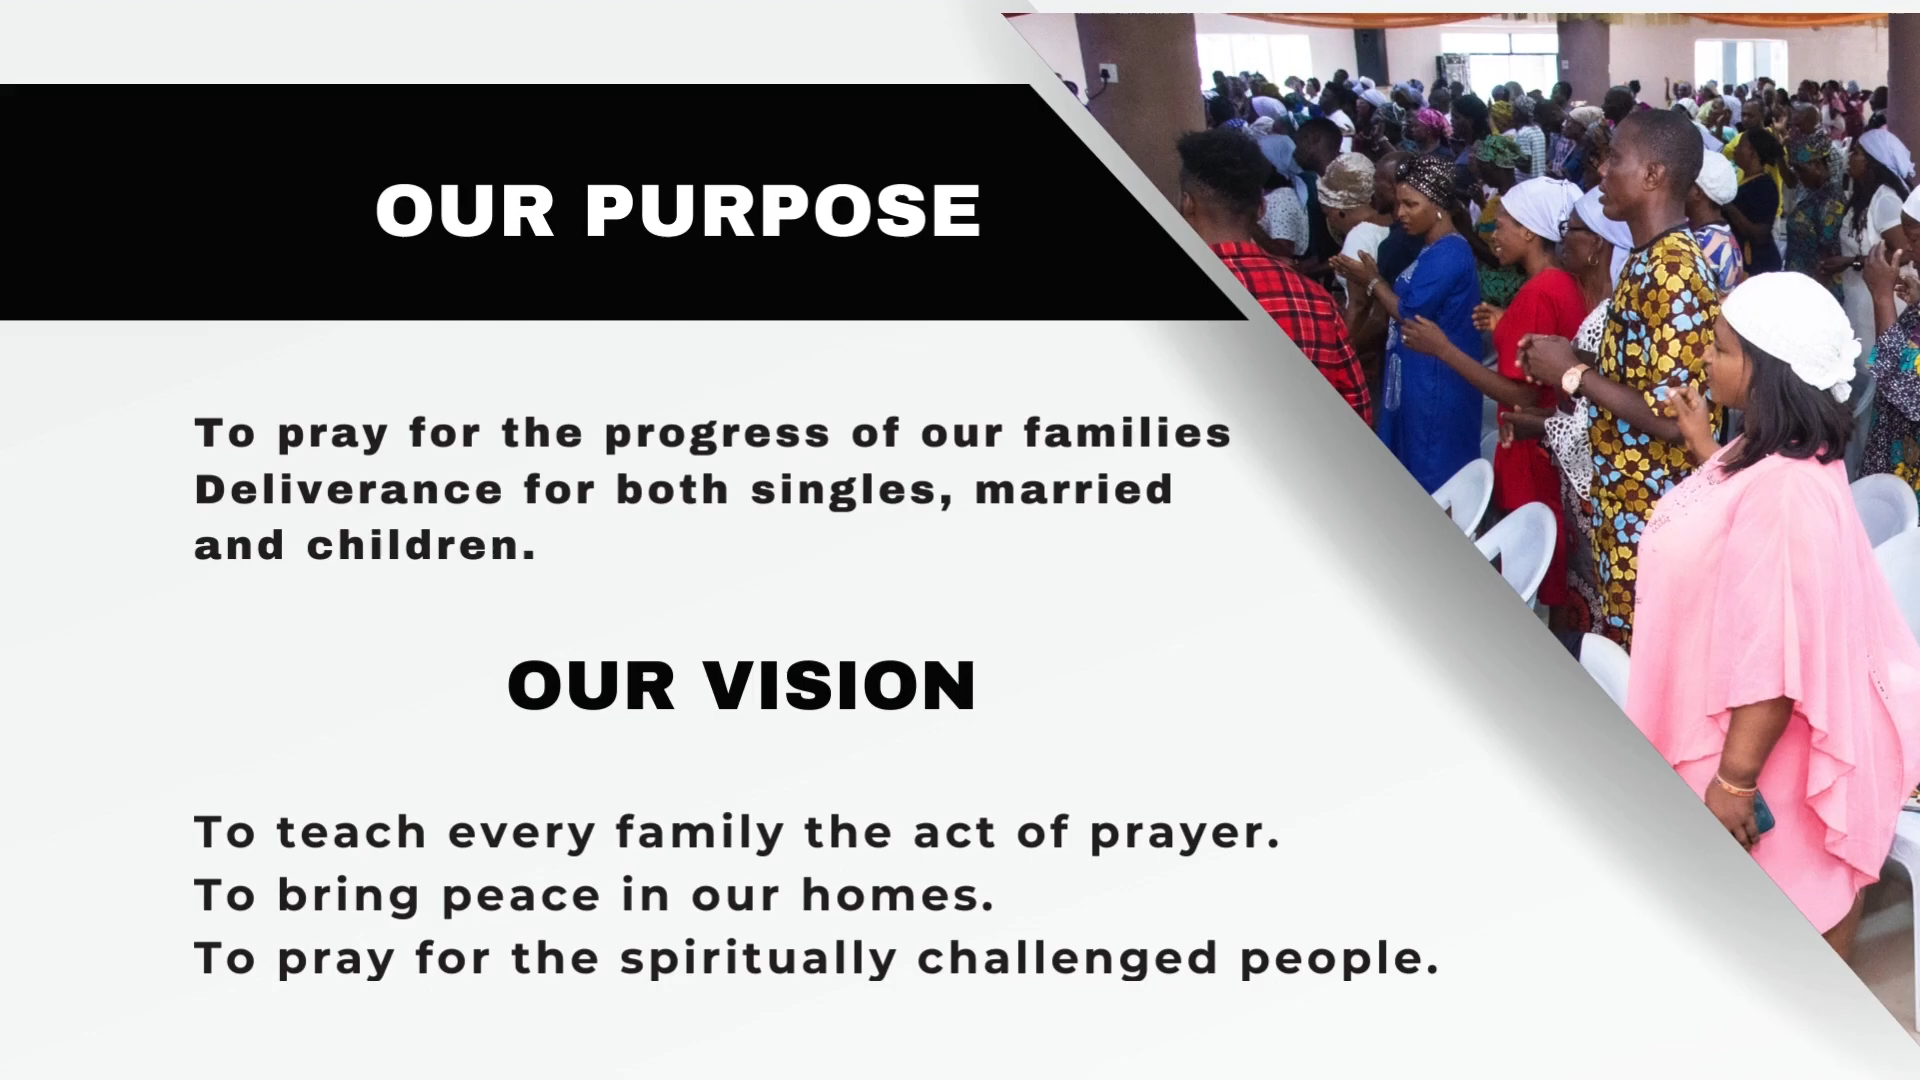 OUR PURPOSE
To pray for the progress of our families
Deliverance for both singles, married
and children.
OUR VISION
To teach every family the act of prayer.
To bring peace in our homes.
To pray for the spiritually challenged people.